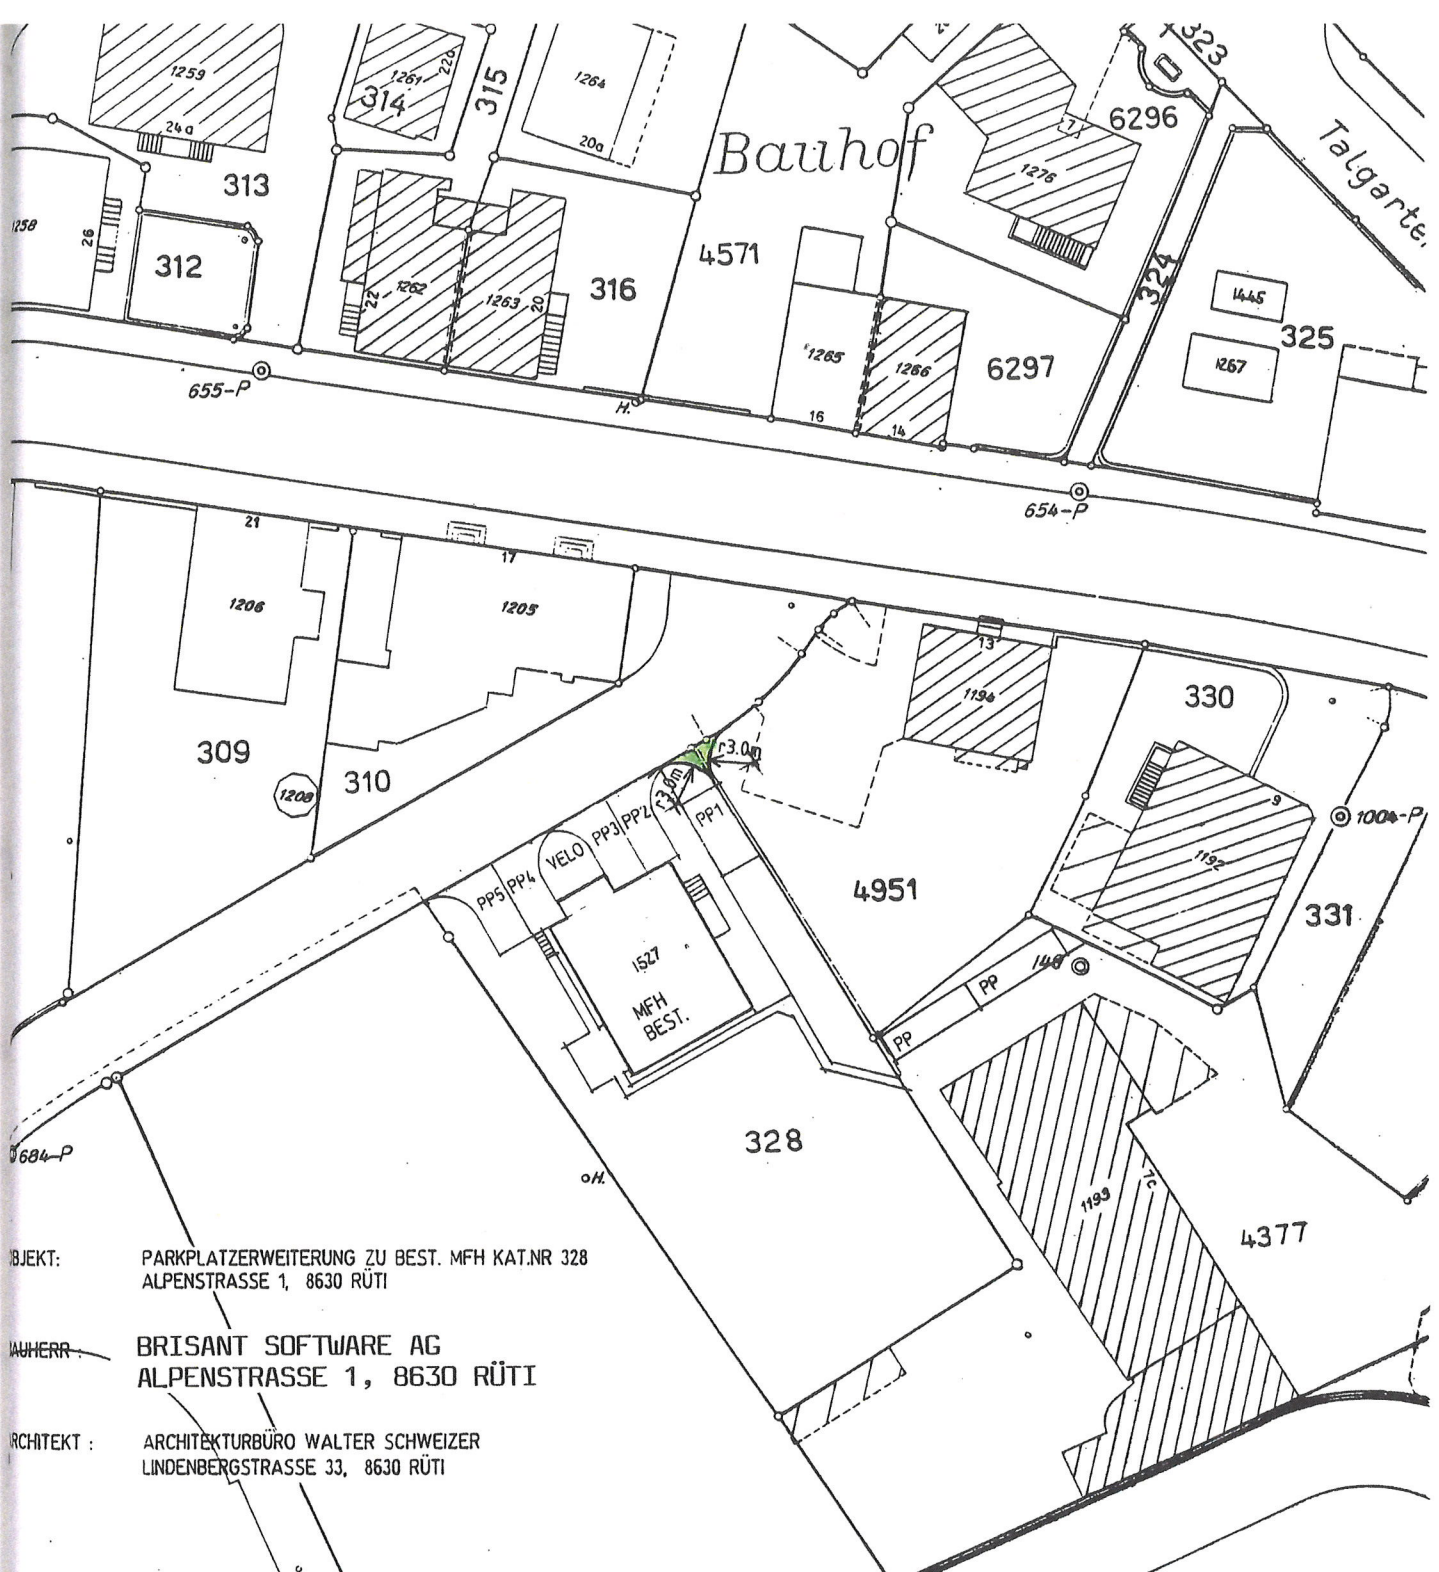 323
1259
1261
22a
314
315
1264
24a
20a
Bauhof
7
6296
1276
Talgarte
313
258
26
312
22
1262
1263
20
316
4571
324
1445
325
1267
1265
1266
6297
655-P
H.
16
14
654-P
21
17
1206
1205
13
1194
330
309
310
1208
r3.0m
r3.0m
PP1
PP2
PP3
VELO
PP4
PP5
9
1004-P
1192
4951
331
1527
MFH
BEST.
148
PP
PP
684-P
328
H.
1193
7c
4377
BJEKT: PARKPLATZERWEITERUNG ZU BEST. MFH KAT.NR 328
ALPENSTRASSE 1, 8630 RÜTI
AUHERR : BRISANT SOFTWARE AG
ALPENSTRASSE 1, 8630 RÜTI
RCHITEKT : ARCHITEKTURBÜRO WALTER SCHWEIZER
LINDENBERGSTRASSE 33, 8630 RÜTI